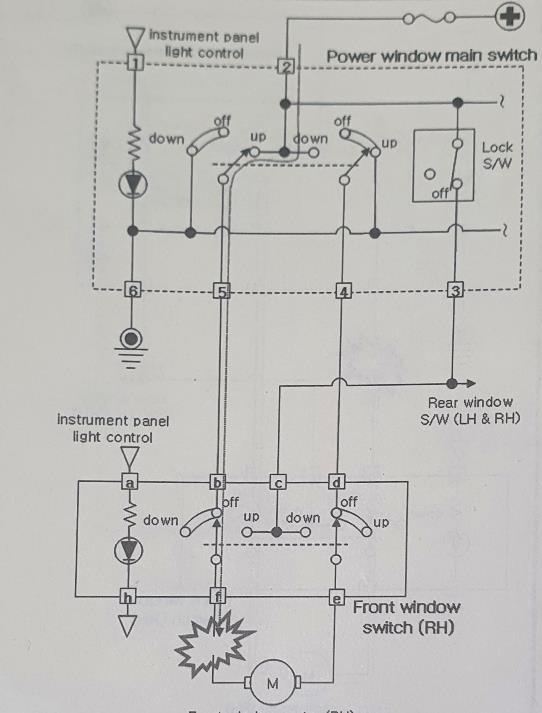 instrument panel
light control
1
2
Power window main switch
off
down
up
down
off
up
Lock
S/W
off
6
5
4
3
Rear window
S/W (LH & RH)
instrument panel
light control
a
b
c
d
off
down
up
down
off
up
h
f
e
Front window
switch (RH)
M